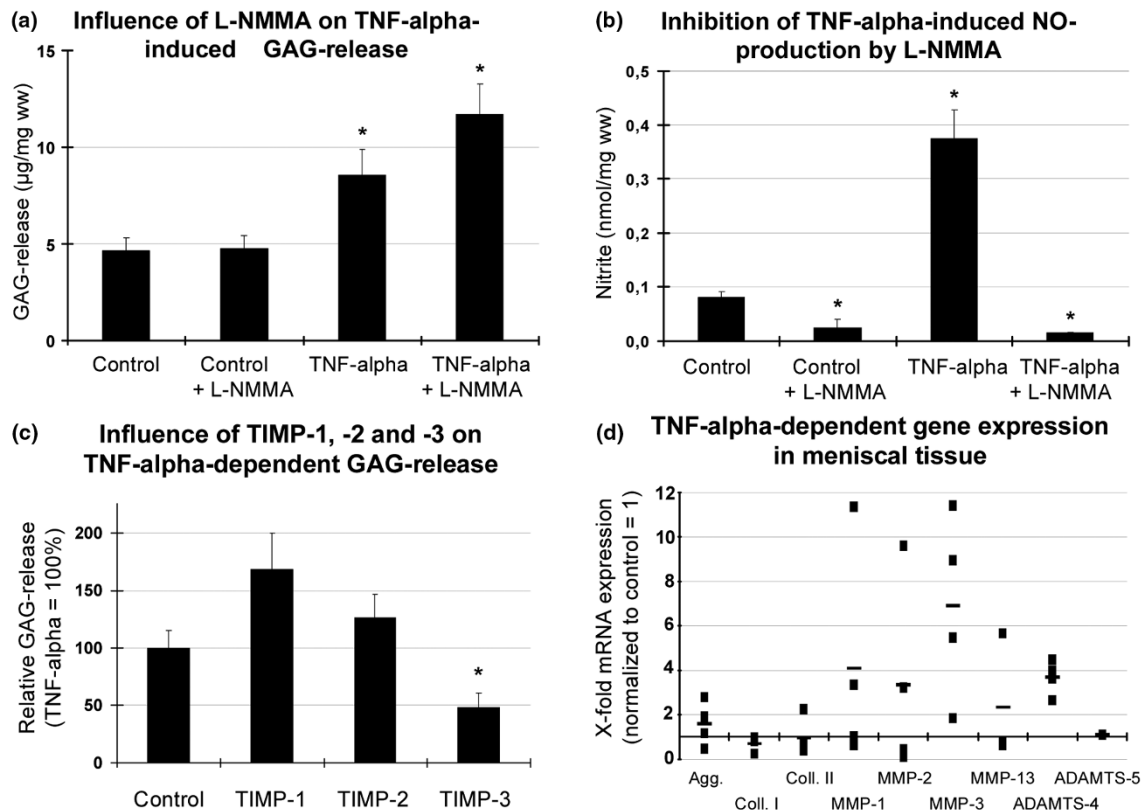 (a)
Influence of L-NMMA on TNF-alpha-
induced GAG-release
GAG-release (µg/mg ww)
15
10
5
0
Control
Control
+ L-NMMA
TNF-alpha
TNF-alpha
+ L-NMMA
*
*
(b)
Inhibition of TNF-alpha-induced NO-
production by L-NMMA
Nitrite (nmol/mg ww)
0,5
0,4
0,3
0,2
0,1
0,0
Control
Control
+ L-NMMA
TNF-alpha
TNF-alpha
+ L-NMMA
*
*
*
(c)
Influence of TIMP-1, -2 and -3 on
TNF-alpha-dependent GAG-release
Relative GAG-release
(TNF-alpha = 100%)
200
150
100
50
0
Control
TIMP-1
TIMP-2
TIMP-3
*
(d)
TNF-alpha-dependent gene expression
in meniscal tissue
X-fold mRNA expression
(normalized to control = 1)
12
10
8
6
4
2
0
Agg.
Coll. I
Coll. II
MMP-1
MMP-2
MMP-3
MMP-13
ADAMTS-4
ADAMTS-5